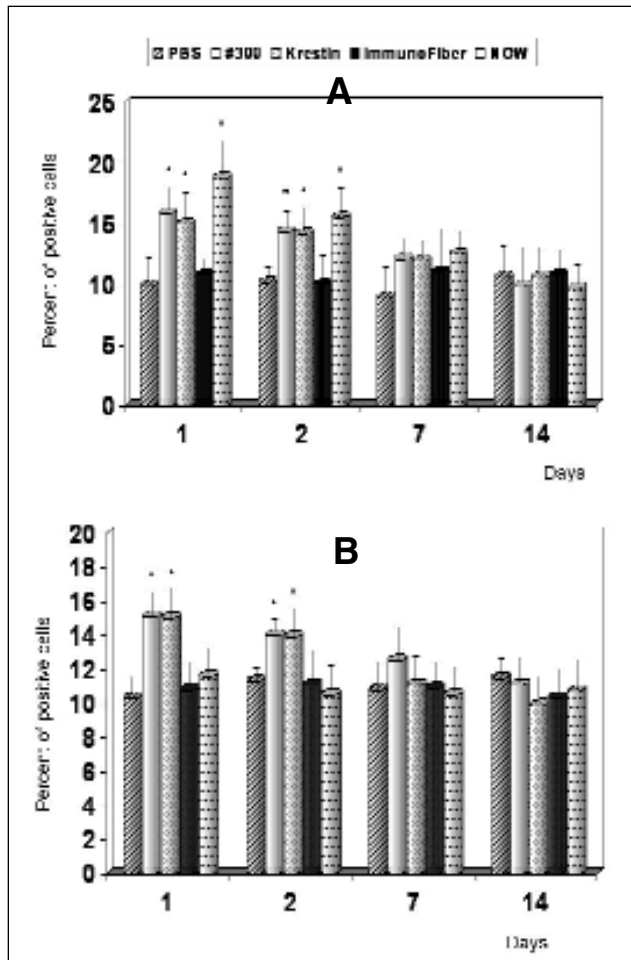 PBS #300 Krestin ImmunoFiber NOW
A
25
20
15
10
5
0
Percent of positive cells
1 2 7 14
Days
B
20
18
16
14
12
10
8
6
4
2
0
Percent of positive cells
1 2 7 14
Days